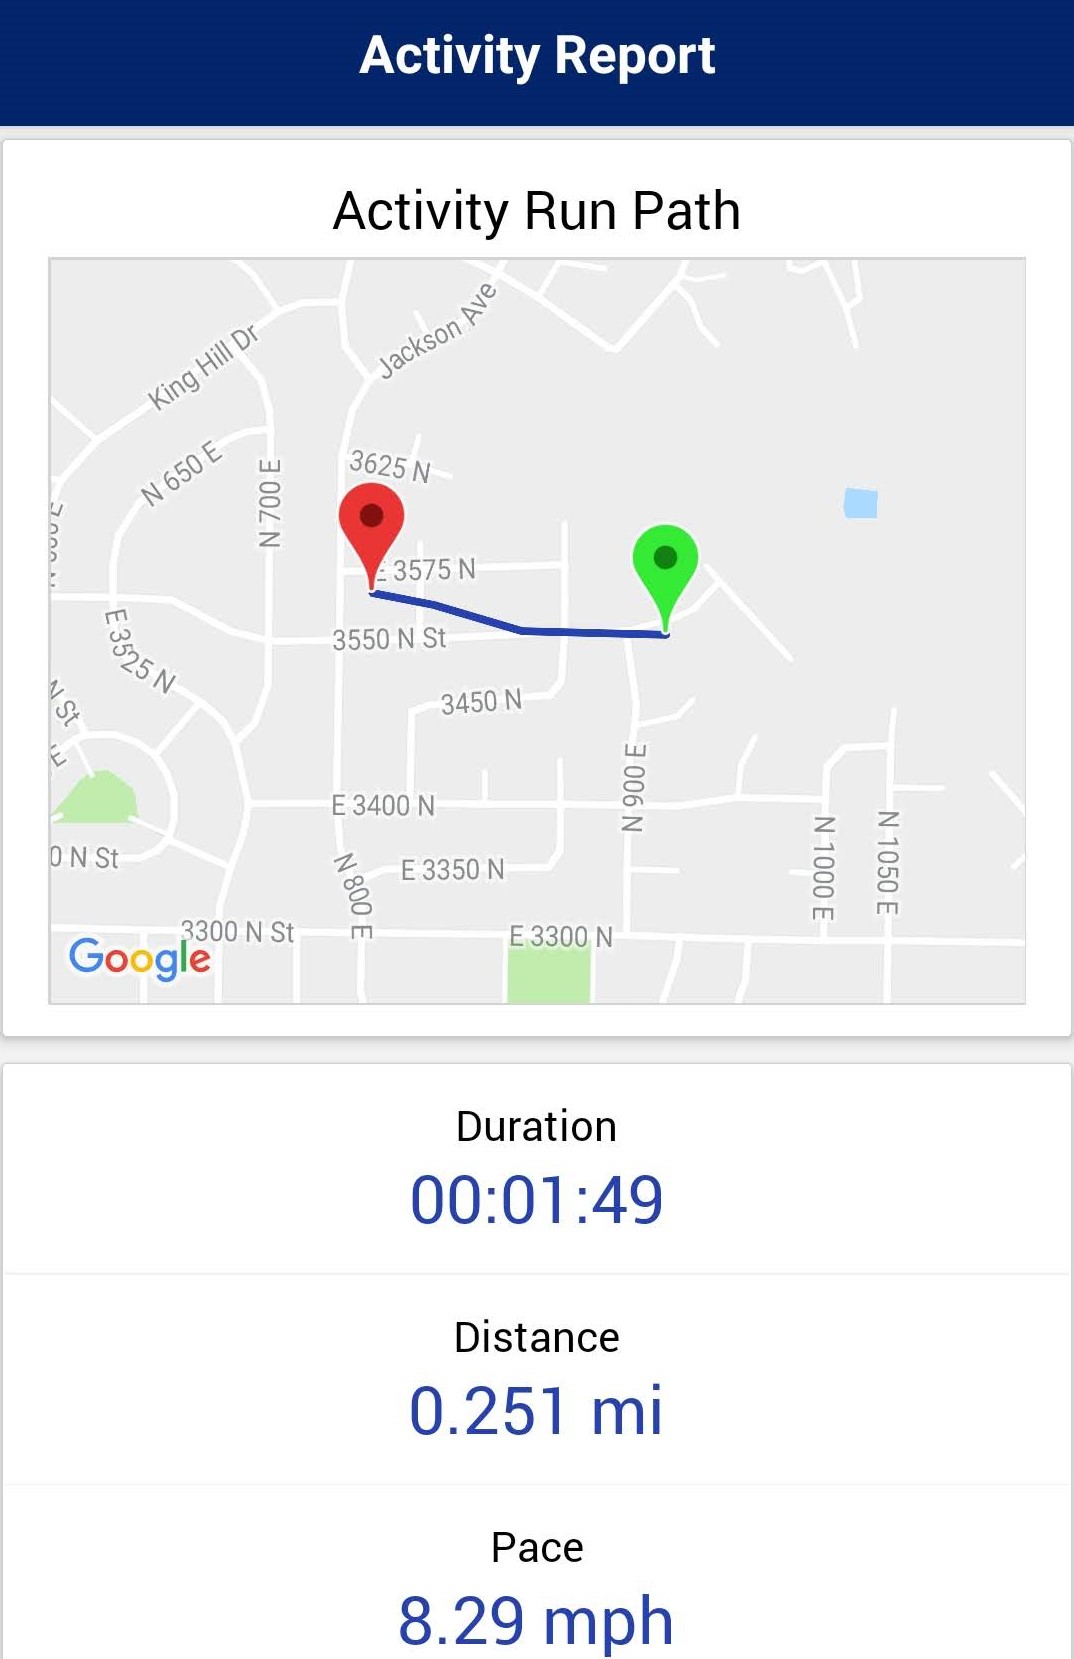 Activity Report
Activity Run Path
Jackson Ave
King Hill Dr
3625 N
N 650 E
N 700 E
E 3575 N
3550 N St
E 3525 N
3450 N
N St
E
N 900 E
E 3400 N
N 1000 E
N 1050 E
0 N St
E 3350 N
N 800 E
3300 N St
E 3300 N
Google
Duration
00:01:49
Distance
0.251 mi
Pace
8.29 mph